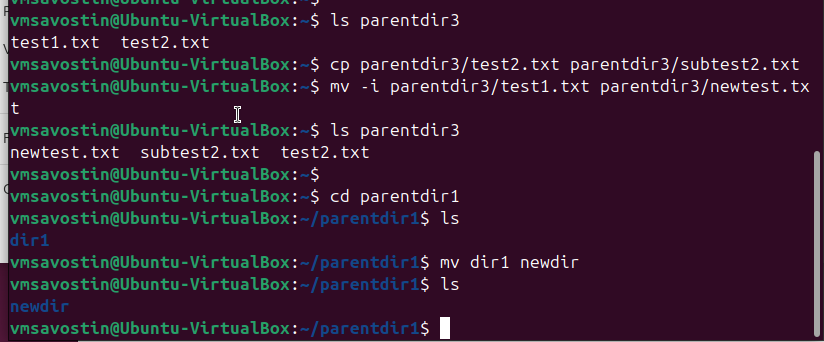 vmsavostin@Ubuntu-VirtualBox:~$ ls parentdir3
test1.txt  test2.txt
vmsavostin@Ubuntu-VirtualBox:~$ cp parentdir3/test2.txt parentdir3/subtest2.txt
vmsavostin@Ubuntu-VirtualBox:~$ mv -i parentdir3/test1.txt parentdir3/newtest.tx
t
vmsavostin@Ubuntu-VirtualBox:~$ ls parentdir3
newtest.txt  subtest2.txt  test2.txt
vmsavostin@Ubuntu-VirtualBox:~$
vmsavostin@Ubuntu-VirtualBox:~$ cd parentdir1
vmsavostin@Ubuntu-VirtualBox:~/parentdir1$ ls
dir1
vmsavostin@Ubuntu-VirtualBox:~/parentdir1$ mv dir1 newdir
vmsavostin@Ubuntu-VirtualBox:~/parentdir1$ ls
newdir
vmsavostin@Ubuntu-VirtualBox:~/parentdir1$